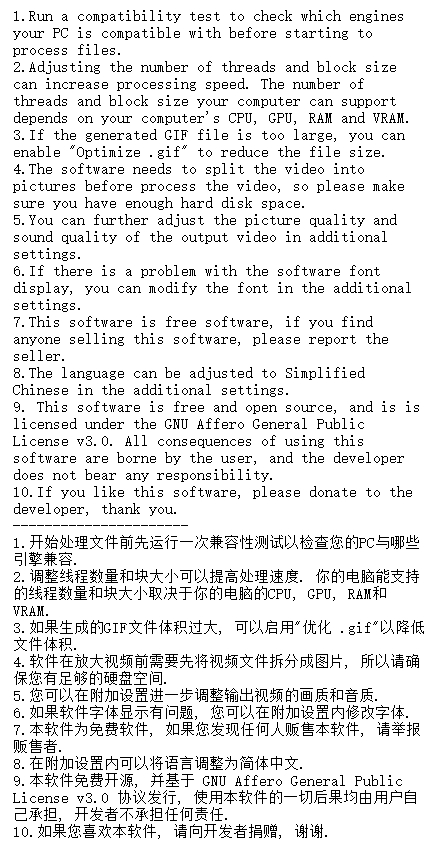 1.Run a compatibility test to check which engines
your PC is compatible with before starting to
process files.
2.Adjusting the number of threads and block size
can increase processing speed. The number of
threads and block size your computer can support
depends on your computer's CPU, GPU, RAM and VRAM.
3.If the generated GIF file is too large, you can
enable "Optimize .gif" to reduce the file size.
4.The software needs to split the video into
pictures before process the video, so please make
sure you have enough hard disk space.
5.You can further adjust the picture quality and
sound quality of the output video in additional
settings.
6.If there is a problem with the software font
display, you can modify the font in the additional
settings.
7.This software is free software, if you find
anyone selling this software, please report the
seller.
8.The language can be adjusted to Simplified
Chinese in the additional settings.
9. This software is free and open source, and is is
licensed under the GNU Affero General Public
License v3.0. All consequences of using this
software are borne by the user, and the developer
does not bear any responsibility.
10.If you like this software, please donate to the
developer, thank you.
----------------------
1.开始处理文件前先运行一次兼容性测试以检查您的PC与哪些
引擎兼容.
2.调整线程数量和块大小可以提高处理速度. 你的电脑能支持
的线程数量和块大小取决于你的电脑的CPU, GPU, RAM和
VRAM.
3.如果生成的GIF文件体积过大, 可以启用"优化 .gif"以降低
文件体积.
4.软件在放大视频前需要先将视频文件拆分成图片, 所以请确
保您有足够的硬盘空间.
5.您可以在附加设置进一步调整输出视频的画质和音质.
6.如果软件字体显示有问题, 您可以在附加设置内修改字体.
7.本软件为免费软件, 如果您发现任何人贩售本软件, 请举报
贩售者.
8.在附加设置内可以将语言调整为简体中文.
9.本软件免费开源, 并基于 GNU Affero General Public
License v3.0 协议发行, 使用本软件的一切后果均由用户自
己承担, 开发者不承担任何责任.
10.如果您喜欢本软件, 请向开发者捐赠, 谢谢.